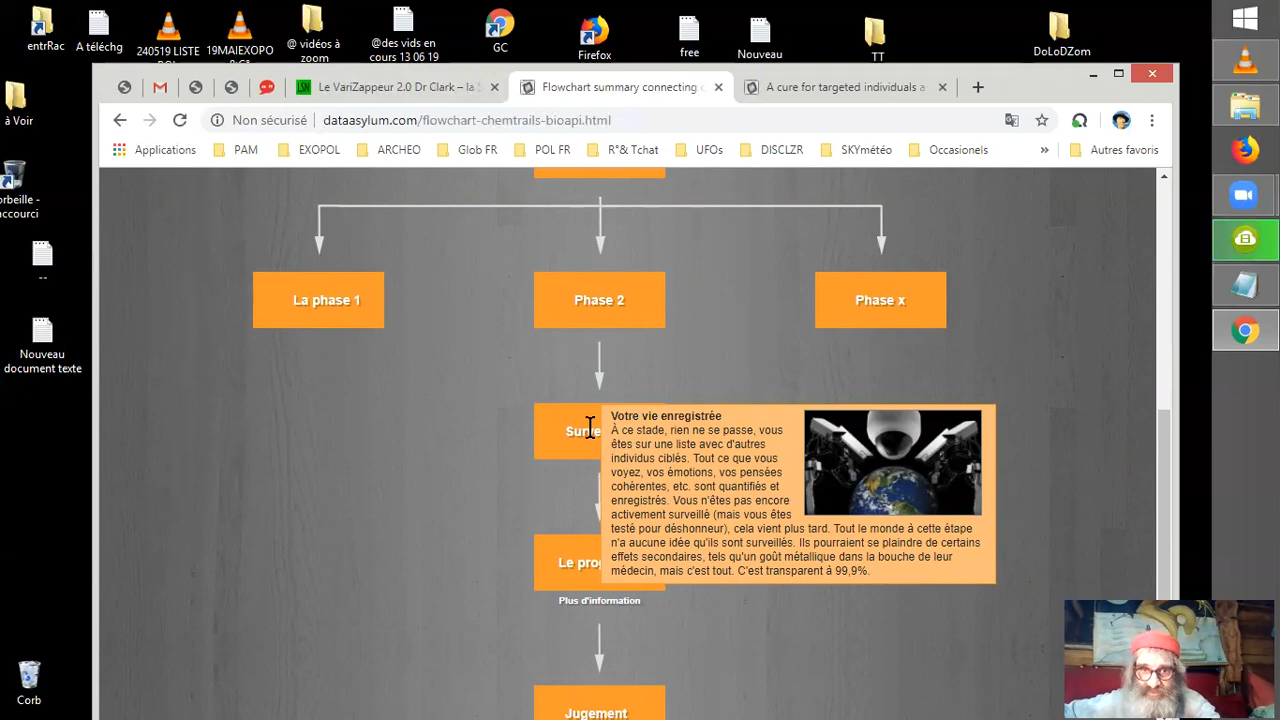 entrRac
A téléchg
240519 LISTE
19MAIEXOPO
@ vidéos à
zoom
@des vids en
cours 13 06 19
GC
Firefox
free
Nouveau
TT
DoLoDZom
à Voir
orbeille -
accourci
--
Nouveau
document texte
Corb
LSN
Le VariZappeur 2.0 Dr Clark – la S
Flowchart summary connecting c
A cure for targeted individuals a
Non sécurisé
dataasylum.com/flowchart-chemtrails-bioapi.html
Applications
PAM
EXOPOL
ARCHEO
Glob FR
POL FR
R°& Tchat
UFOs
DISCLZR
SKYmétéo
Occasionels
»
Autres favoris
La phase 1
Phase 2
Phase x
Votre vie enregistrée
À ce stade, rien ne se passe, vous
êtes sur une liste avec d'autres
individus ciblés. Tout ce que vous
voyez, vos émotions, vos pensées
cohérentes, etc. sont quantifiés et
enregistrés. Vous n'êtes pas encore
activement surveillé (mais vous êtes
testé pour déshonneur), cela vient plus tard. Tout le monde à cette étape
n'a aucune idée qu'ils sont surveillés. Ils pourraient se plaindre de certains
effets secondaires, tels qu'un goût métallique dans la bouche de leur
médecin, mais c'est tout. C'est transparent à 99,9%.
Le pro
Plus d'information
Jugement